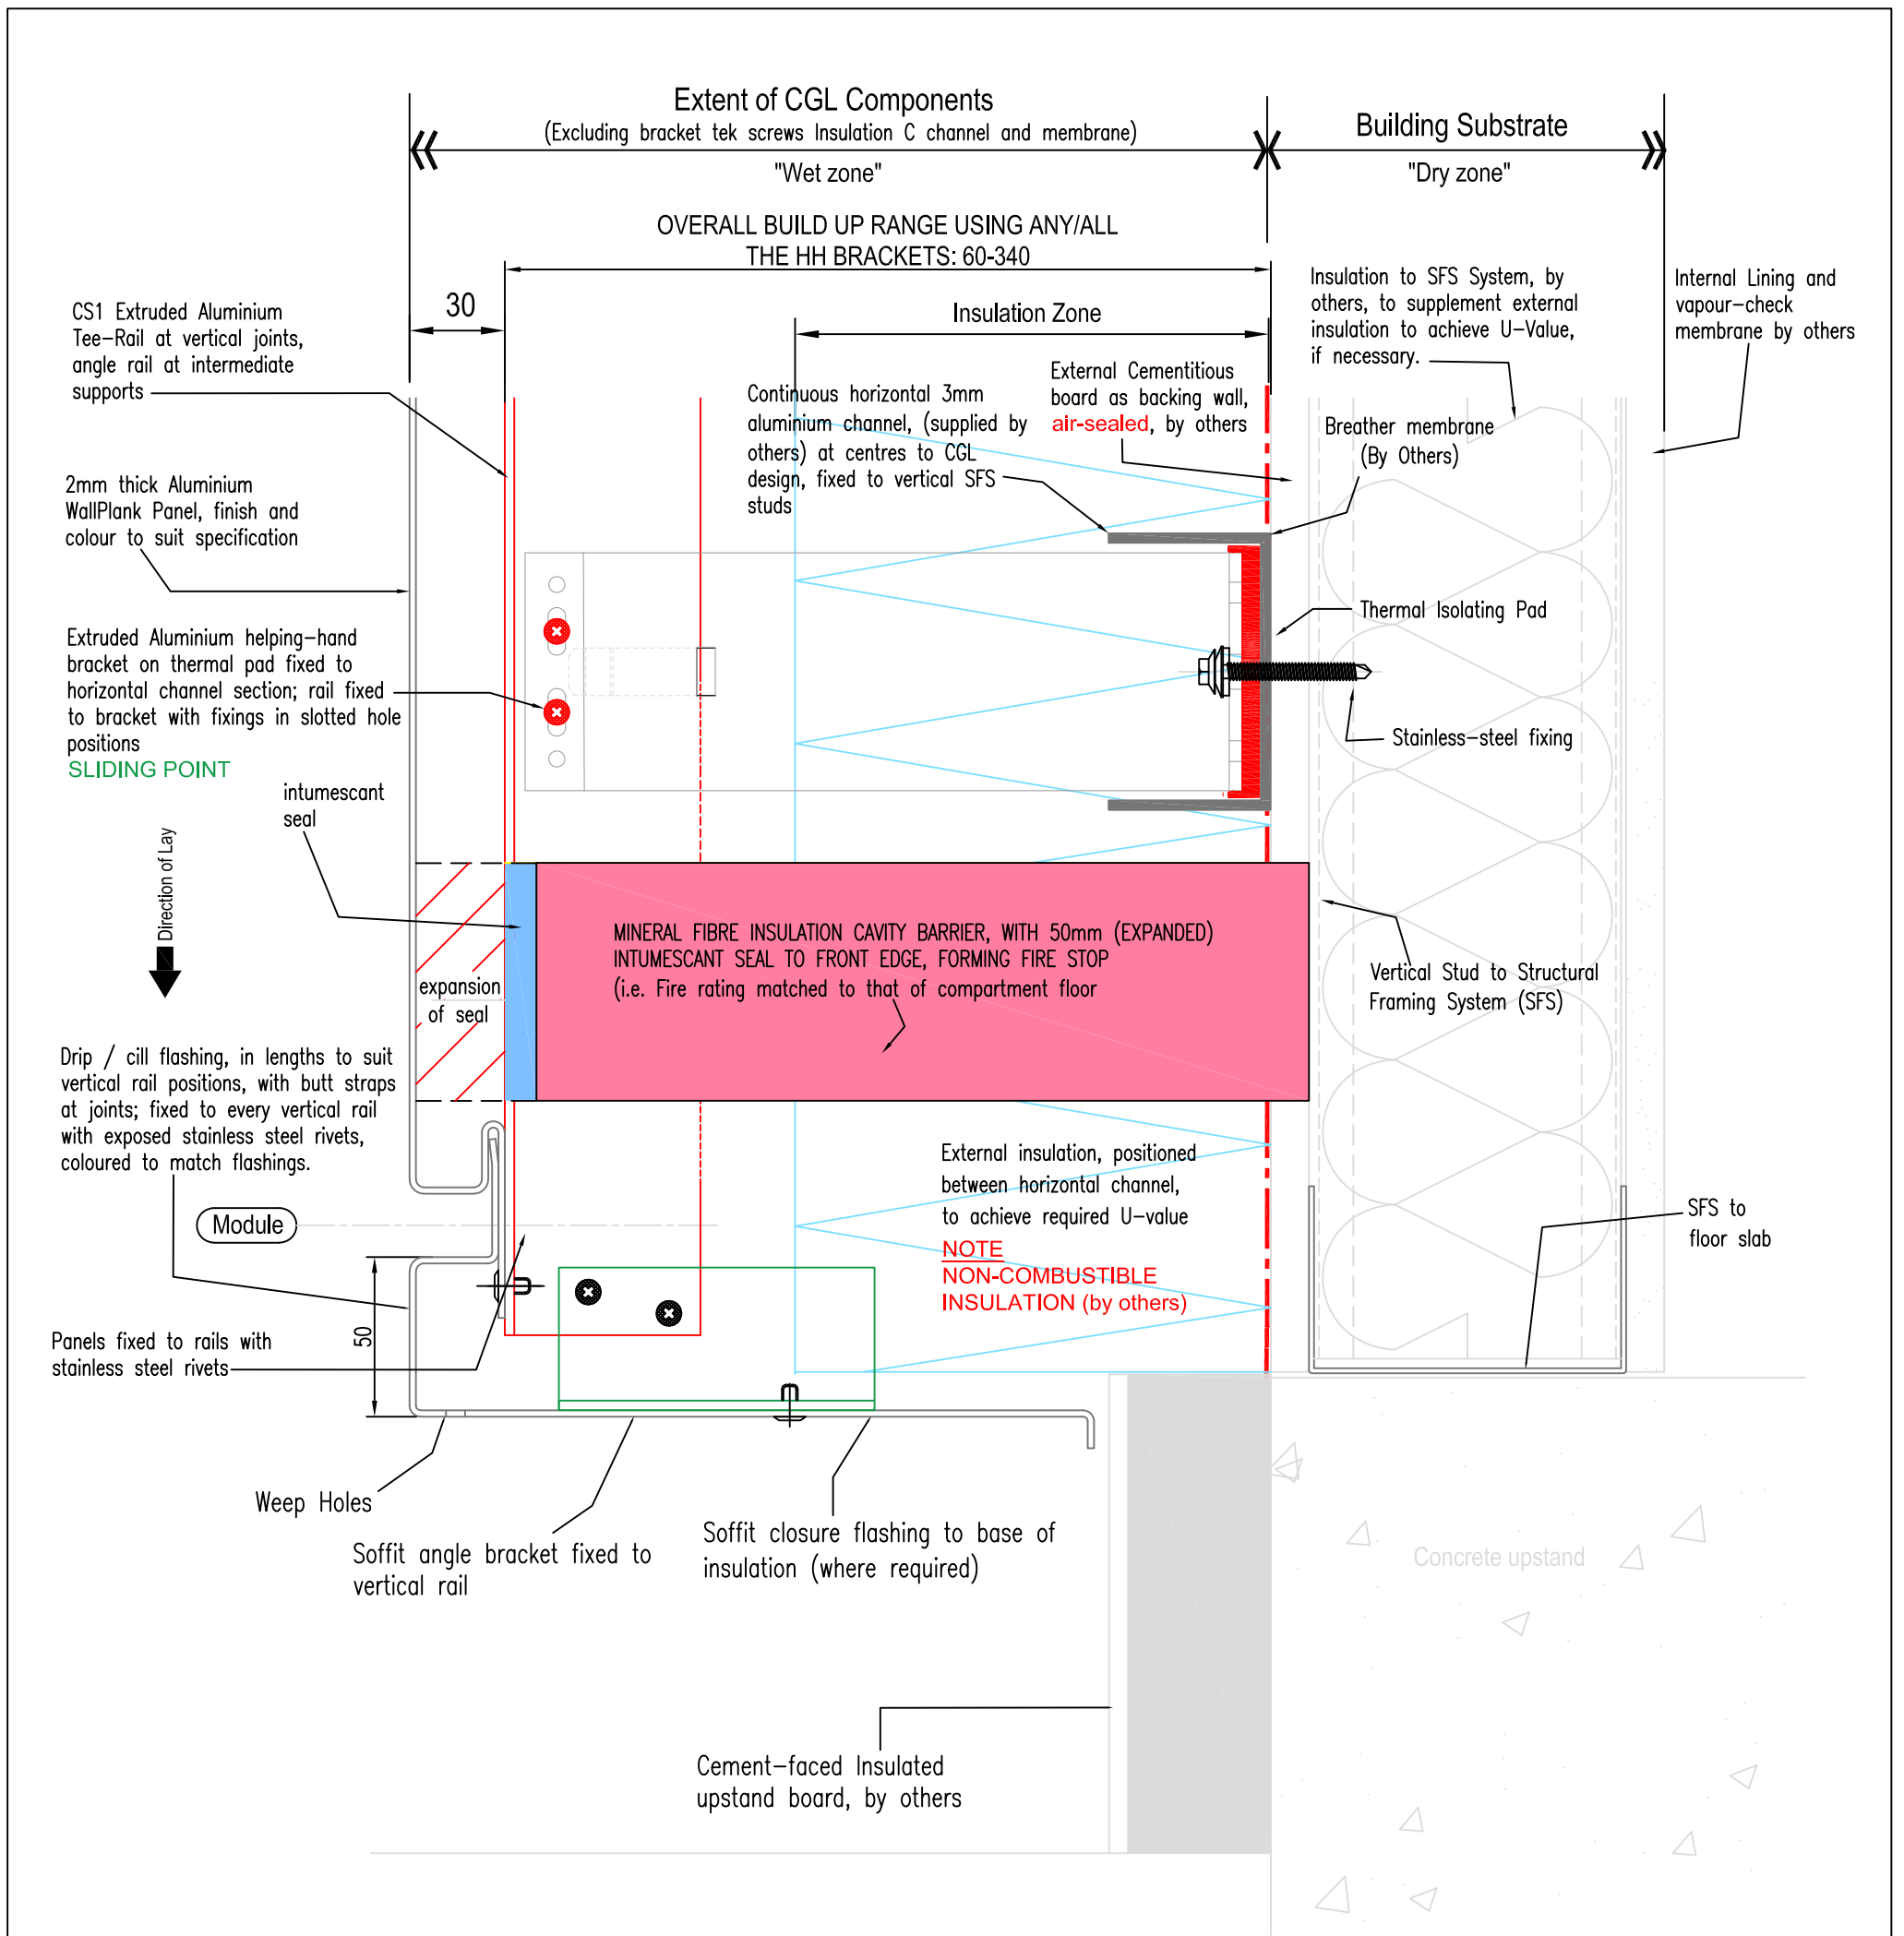 Extent of CGL Components
(Excluding bracket tek screws Insulation C channel and membrane)
"Wet zone"
Building Substrate
"Dry zone"
OVERALL BUILD UP RANGE USING ANY/ALL
THE HH BRACKETS: 60-340
30
Insulation Zone
CS1 Extruded Aluminium
Tee-Rail at vertical joints,
angle rail at intermediate
supports
2mm thick Aluminium
WallPlank Panel, finish and
colour to suit specification
Extruded Aluminium helping-hand
bracket on thermal pad fixed to
horizontal channel section; rail fixed
to bracket with fixings in slotted hole
positions
SLIDING POINT
Continuous horizontal 3mm
aluminium channel, (supplied by
others) at centres to CGL
design, fixed to vertical SFS
studs
External Cementitious
board as backing wall,
air-sealed, by others
Insulation to SFS System, by
others, to supplement external
insulation to achieve U-Value,
if necessary.
Internal Lining and
vapour-check
membrane by others
Breather membrane
(By Others)
Thermal Isolating Pad
Stainless-steel fixing
intumescant
seal
Direction of Lay
expansion
of seal
MINERAL FIBRE INSULATION CAVITY BARRIER, WITH 50mm (EXPANDED)
INTUMESCANT SEAL TO FRONT EDGE, FORMING FIRE STOP
(i.e. Fire rating matched to that of compartment floor
Vertical Stud to Structural
Framing System (SFS)
Drip / cill flashing, in lengths to suit
vertical rail positions, with butt straps
at joints; fixed to every vertical rail
with exposed stainless steel rivets,
coloured to match flashings.
Module
External insulation, positioned
between horizontal channel,
to achieve required U-value
NOTE
NON-COMBUSTIBLE
INSULATION (by others)
SFS to
floor slab
50
Panels fixed to rails with
stainless steel rivets
Weep Holes
Soffit angle bracket fixed to
vertical rail
Soffit closure flashing to base of
insulation (where required)
Concrete upstand
Cement-faced Insulated
upstand board, by others